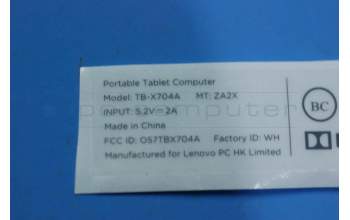 Portable Tablet Computer
Model: TB-X704A MT: ZA2X
INPUT: 5.2V⎓2A
Made in China
FCC ID: O57TBX704A Factory ID: WH
Manufactured for Lenovo PC HK Limited
BC